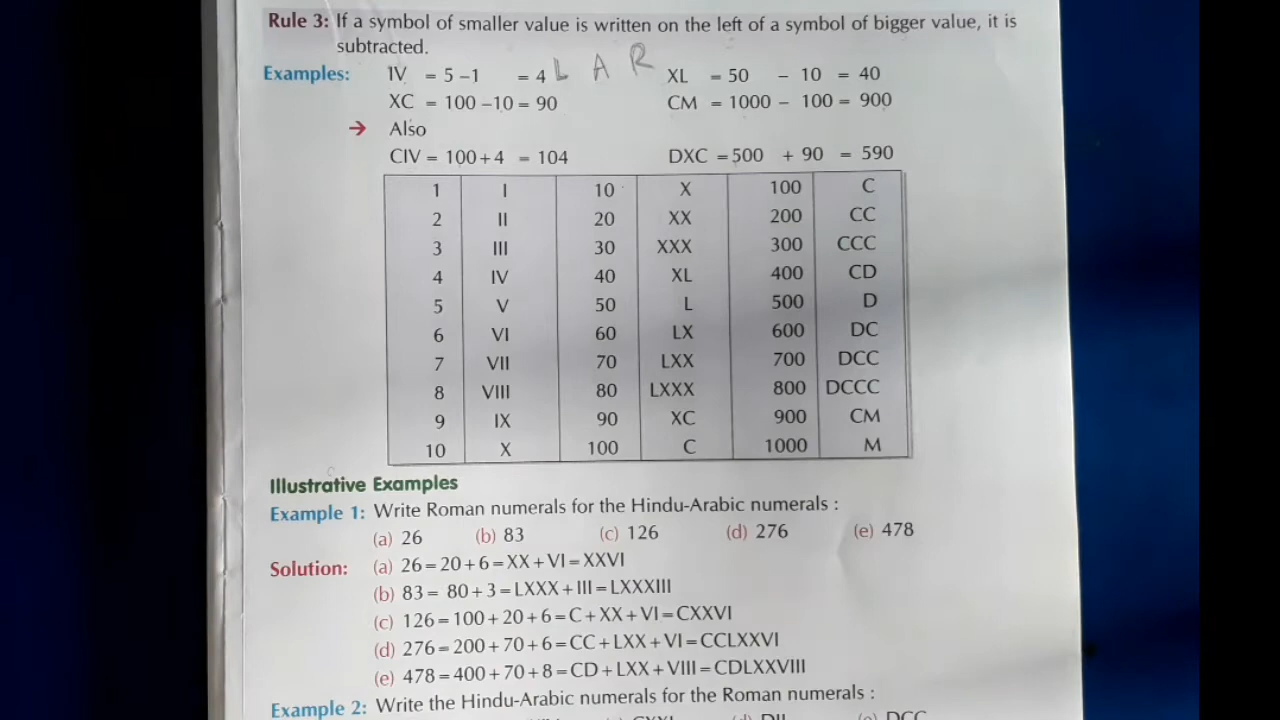 Rule 3: If a symbol of smaller value is written on the left of a symbol of bigger value, it is
subtracted.
L A R
Examples: IV = 5 –1 = 4 XL = 50 – 10 = 40
XC = 100 –10 = 90 CM = 1000 – 100 = 900
→ Also
CIV = 100+4 = 104 DXC =500 + 90 = 590
1 I 10 X 100 C
2 II 20 XX 200 CC
3 III 30 XXX 300 CCC
4 IV 40 XL 400 CD
5 V 50 L 500 D
6 VI 60 LX 600 DC
7 VII 70 LXX 700 DCC
8 VIII 80 LXXX 800 DCCC
9 IX 90 XC 900 CM
10 X 100 C 1000 M
Illustrative Examples
Example 1: Write Roman numerals for the Hindu-Arabic numerals :
(a) 26 (b) 83 (c) 126 (d) 276 (e) 478
Solution: (a) 26=20+6=XX+VI=XXVI
(b) 83= 80+3=LXXX+III=LXXXIII
(c) 126=100+20+6=C+XX+VI=CXXVI
(d) 276=200+70+6=CC+LXX+VI=CCLXXVI
(e) 478=400+70+8=CD+LXX+VIII=CDLXXVIII
Example 2: Write the Hindu-Arabic numerals for the Roman numerals :
(e) DCC